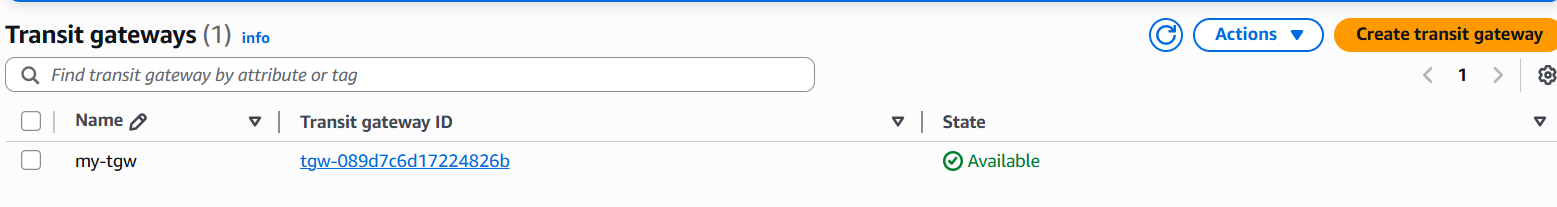 Transit gateways (1) info
Actions
Create transit gateway
Find transit gateway by attribute or tag
1
Name Transit gateway ID State
my-tgw tgw-089d7c6d17224826b Available